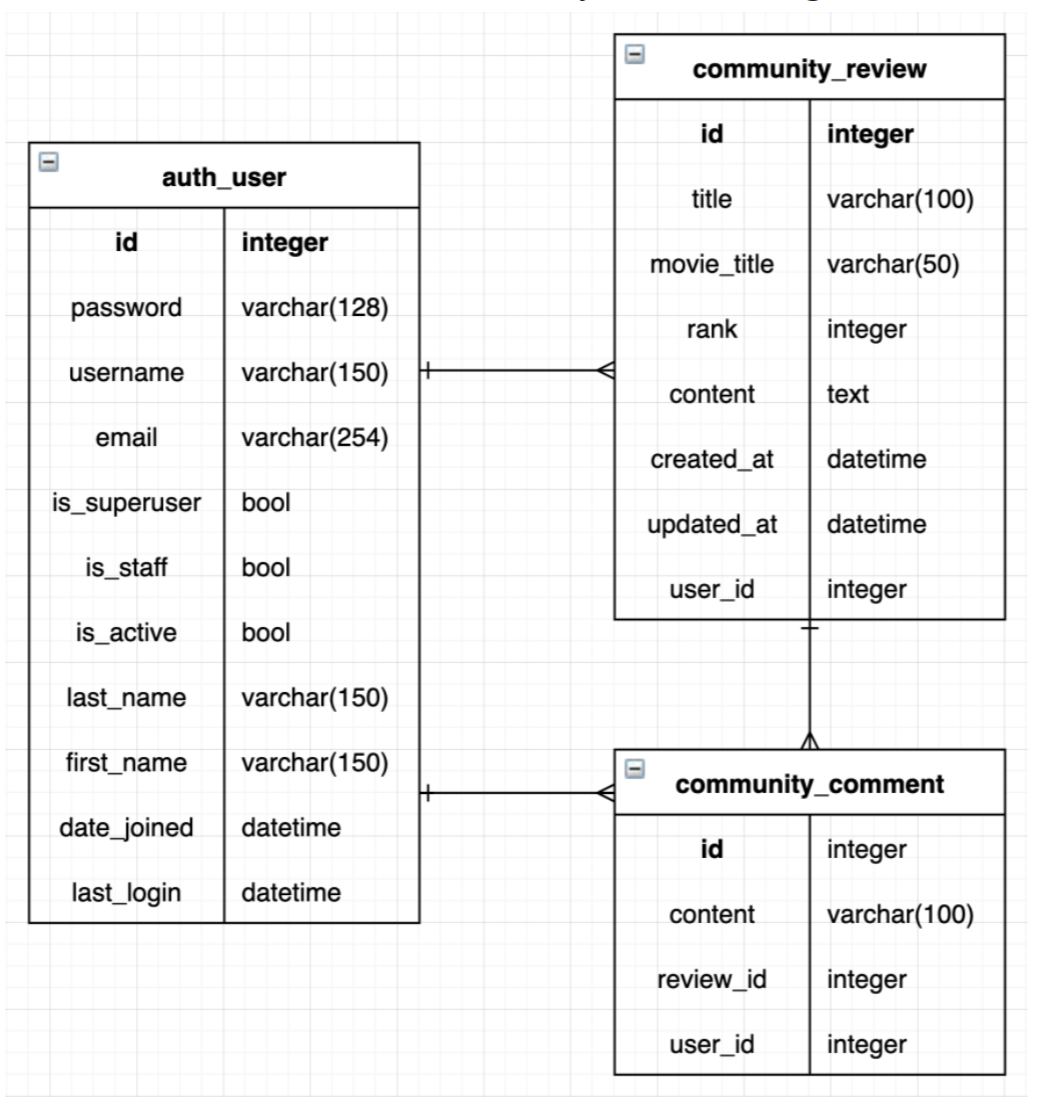 auth_user
id integer
password varchar(128)
username varchar(150)
email varchar(254)
is_superuser bool
is_staff bool
is_active bool
last_name varchar(150)
first_name varchar(150)
date_joined datetime
last_login datetime
community_review
id integer
title varchar(100)
movie_title varchar(50)
rank integer
content text
created_at datetime
updated_at datetime
user_id integer
community_comment
id integer
content varchar(100)
review_id integer
user_id integer